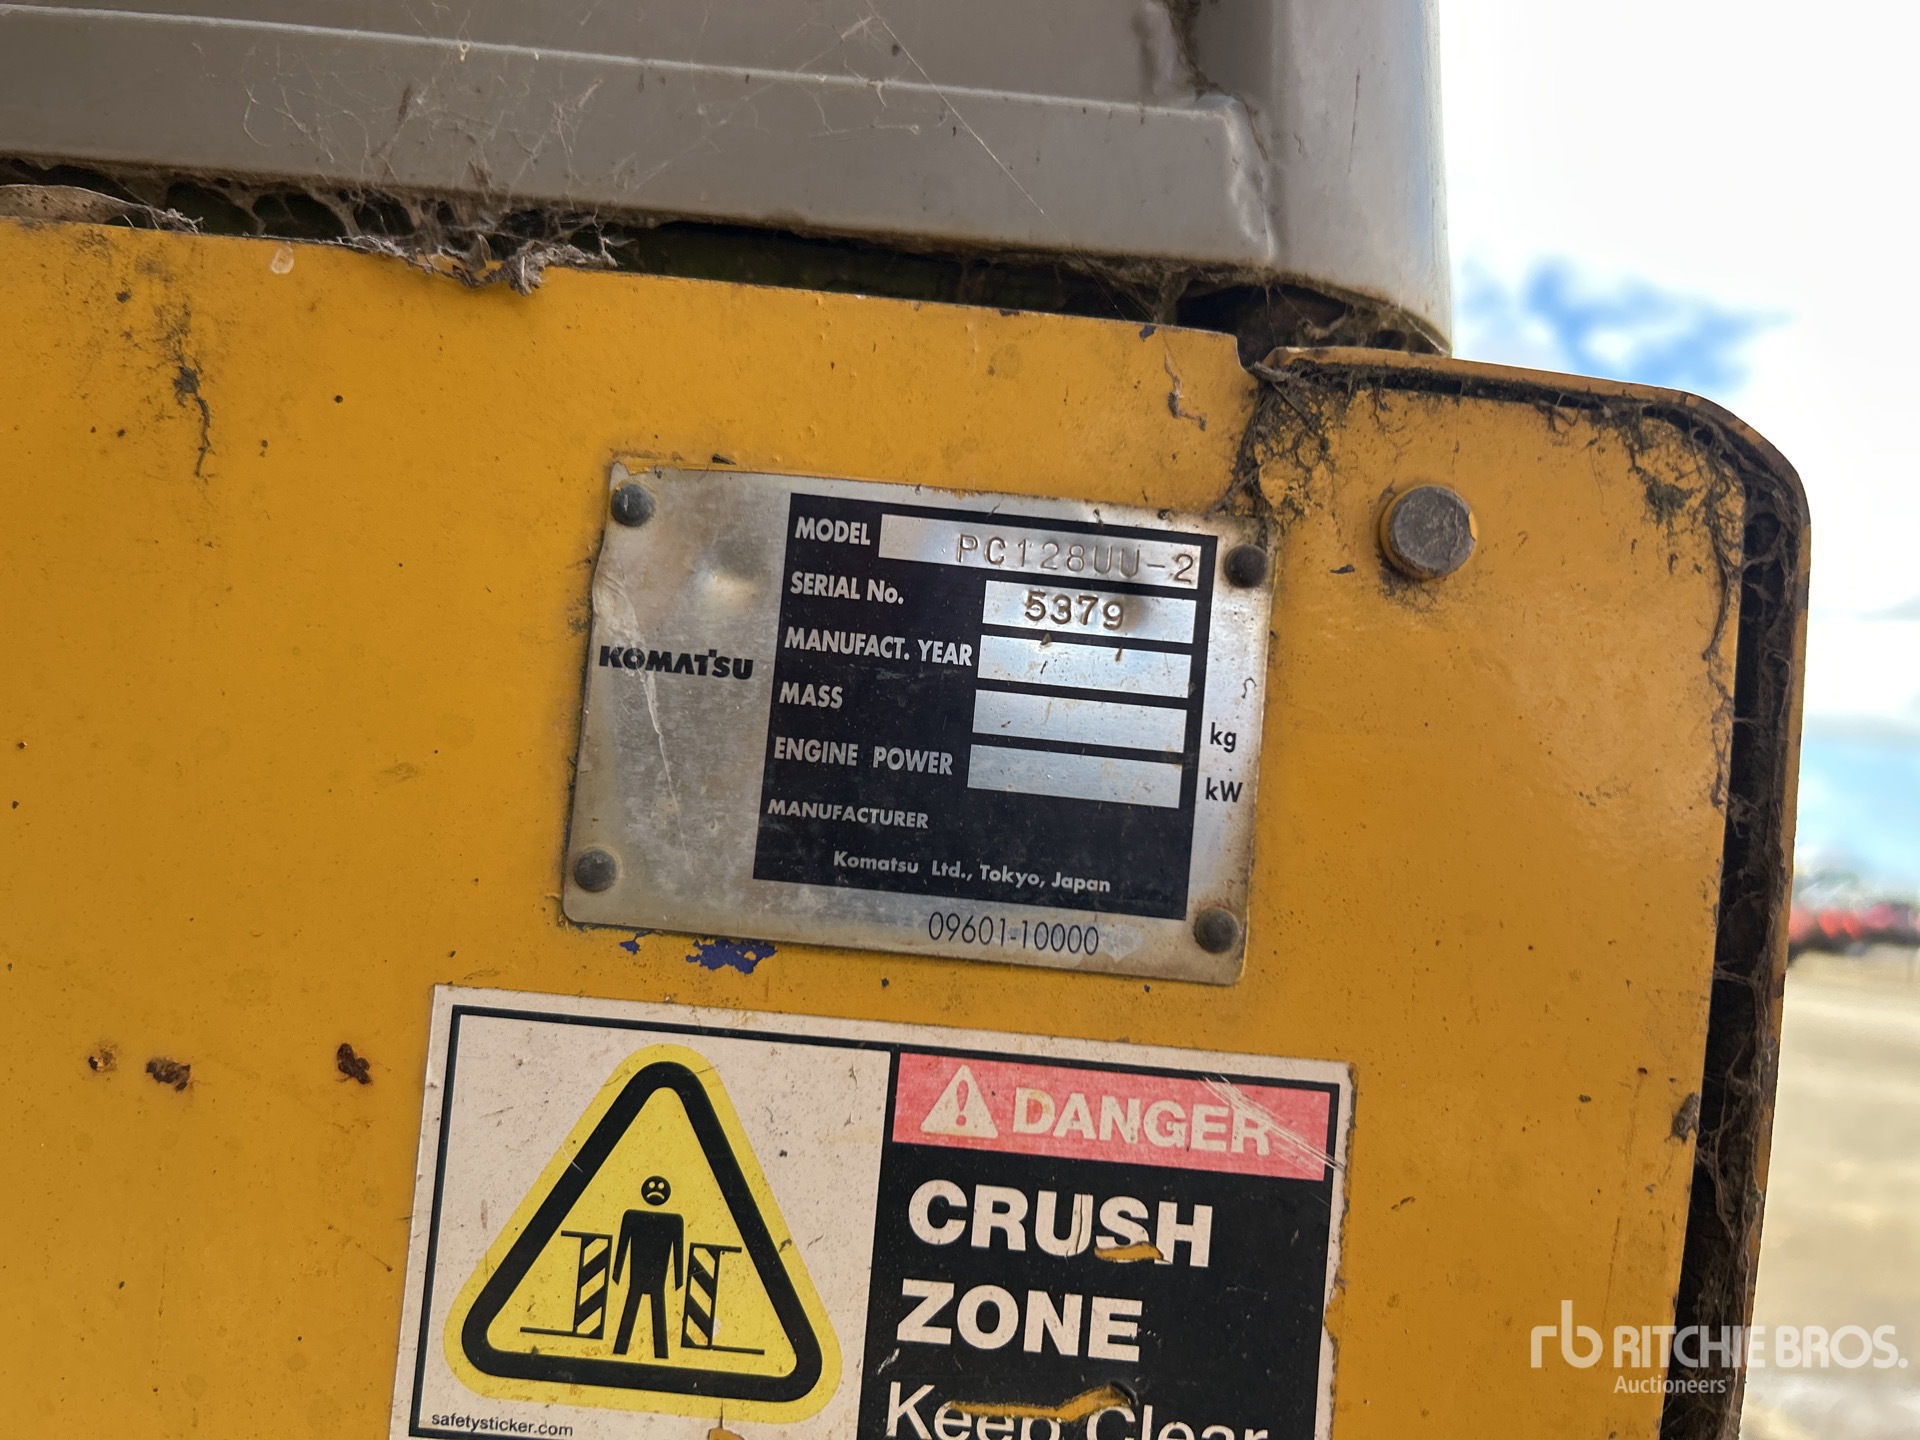 KOMATSU
MODEL PC128UU-2
SERIAL No. 5379
MANUFACT. YEAR
MASS kg
ENGINE POWER kW
MANUFACTURER
Komatsu Ltd., Tokyo, Japan
09601-10000
DANGER
CRUSH
ZONE
Keep Clear
safetysticker.com
rb RITCHIE BROS.
Auctioneers